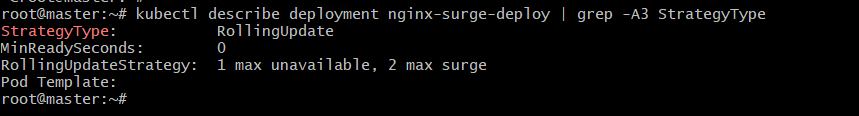 root@master:~# kubectl describe deployment nginx-surge-deploy | grep -A3 StrategyType
StrategyType:           RollingUpdate
MinReadySeconds:        0
RollingUpdateStrategy:  1 max unavailable, 2 max surge
Pod Template:
root@master:~#